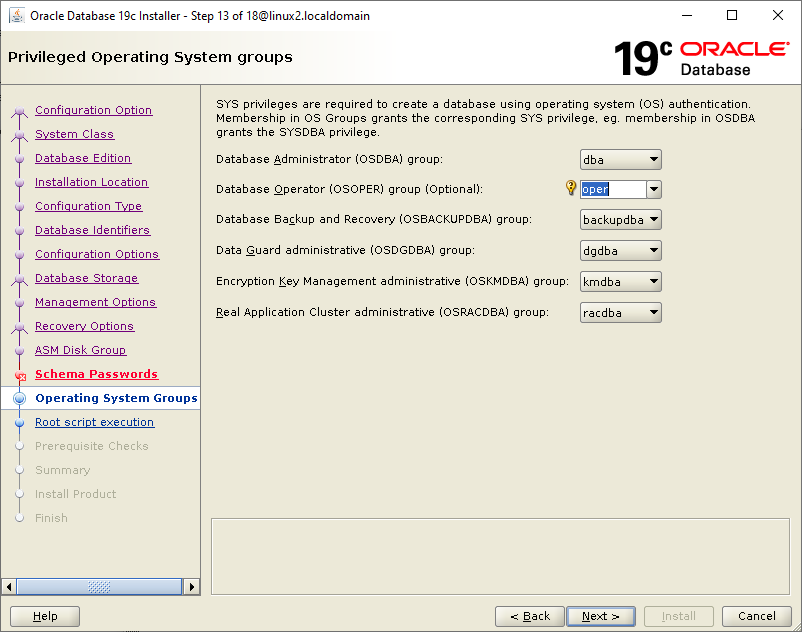 Oracle Database 19c Installer - Step 13 of 18@linux2.localdomain
Privileged Operating System groups
19c ORACLE
Database
Configuration Option
System Class
Database Edition
Installation Location
Configuration Type
Database Identifiers
Configuration Options
Database Storage
Management Options
Recovery Options
ASM Disk Group
Schema Passwords
Operating System Groups
Root script execution
Prerequisite Checks
Summary
Install Product
Finish
SYS privileges are required to create a database using operating system (OS) authentication.
Membership in OS Groups grants the corresponding SYS privilege, eg. membership in OSDBA
grants the SYSDBA privilege.
Database Administrator (OSDBA) group: dba
Database Operator (OSOPER) group (Optional): oper
Database Backup and Recovery (OSBACKUPDBA) group: backupdba
Data Guard administrative (OSDGDBA) group: dgdba
Encryption Key Management administrative (OSKMDBA) group: kmdba
Real Application Cluster administrative (OSRACDBA) group: racdba
Help < Back Next > Install Cancel